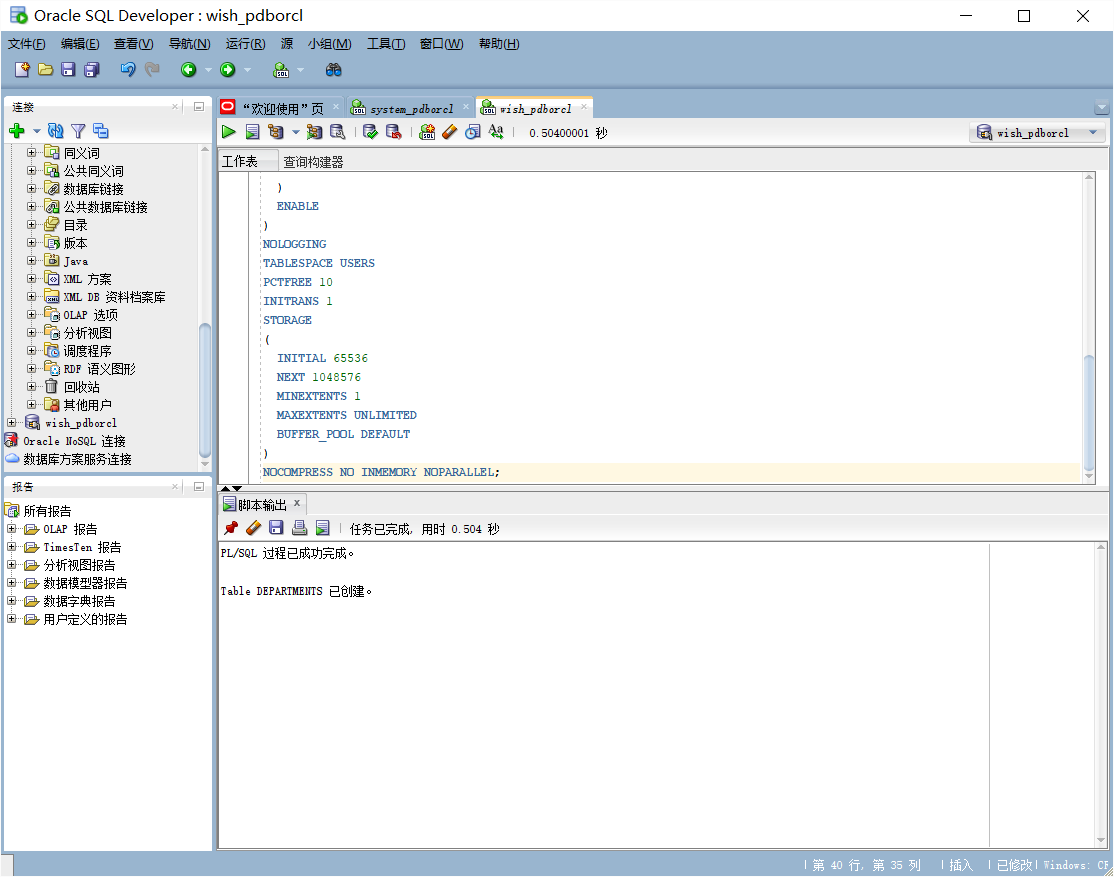 Oracle SQL Developer : wish_pdborcl
文件(F) 编辑(E) 查看(V) 导航(N) 运行(R) 源 小组(M) 工具(T) 窗口(W) 帮助(H)
连接
同义词
公共同义词
数据库链接
公共数据库链接
目录
版本
Java
XML 方案
XML DB 资料档案库
OLAP 选项
分析视图
调度程序
RDF 语义图形
回收站
其他用户
wish_pdborcl
Oracle NoSQL 连接
数据库方案服务连接
报告
所有报告
OLAP 报告
TimesTen 报告
分析视图报告
数据模型器报告
数据字典报告
用户定义的报告
“欢迎使用”页 system_pdborcl wish_pdborcl
0.50400001 秒 wish_pdborcl
工作表 查询构建器
)
ENABLE
)
NOLOGGING
TABLESPACE USERS
PCTFREE 10
INITRANS 1
STORAGE
(
INITIAL 65536
NEXT 1048576
MINEXTENTS 1
MAXEXTENTS UNLIMITED
BUFFER_POOL DEFAULT
)
NOCOMPRESS NO INMEMORY NOPARALLEL;
脚本输出
任务已完成, 用时 0.504 秒
PL/SQL 过程已成功完成。
Table DEPARTMENTS 已创建。
第 40 行, 第 35 列 插入 已修改 Windows: CR